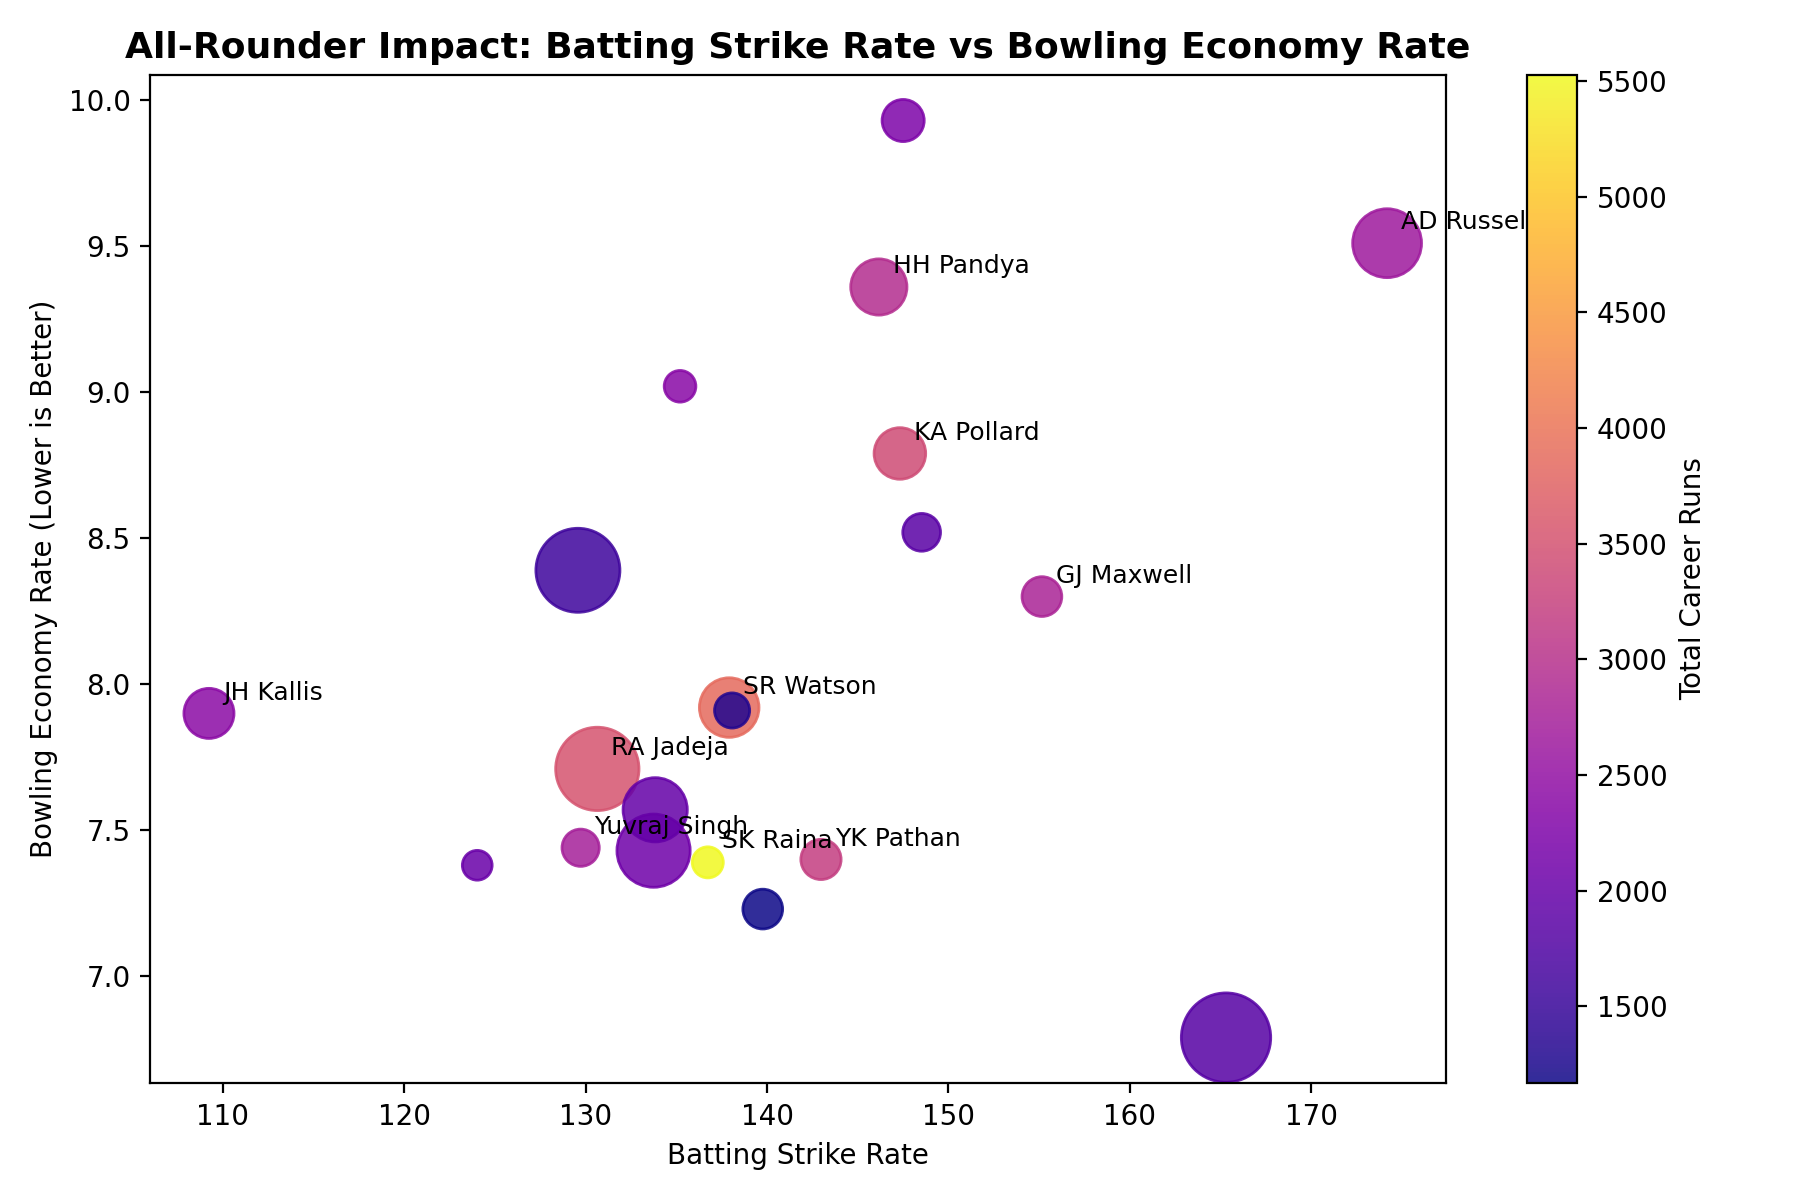 All-Rounder Impact: Batting Strike Rate vs Bowling Economy Rate
10.0
9.5
9.0
8.5
8.0
7.5
7.0
Bowling Economy Rate (Lower is Better)
AD Russel
HH Pandya
KA Pollard
GJ Maxwell
SR Watson
JH Kallis
RA Jadeja
Yuvraj Singh
SK Raina
YK Pathan
110
120
130
140
150
160
170
Batting Strike Rate
5500
5000
4500
4000
3500
3000
2500
2000
1500
Total Career Runs